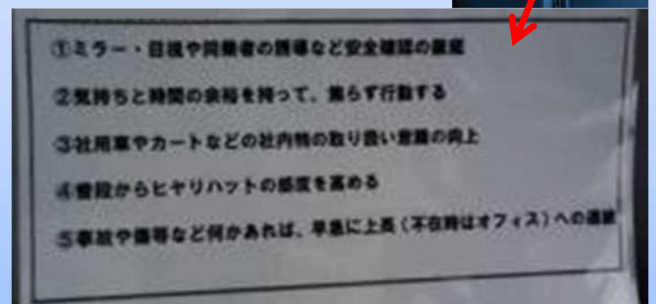 ①ミラー・目視や同乗者の誘導など安全確認の徹底
②気持ちと時間の余裕を持って、焦らず行動する
③社用車やカートなどの社内物の取り扱い意識の向上
④普段からヒヤリハットの感度を高める
⑤事故や傷等など何かあれば、早急に上長(不在時はオフィス)への連絡